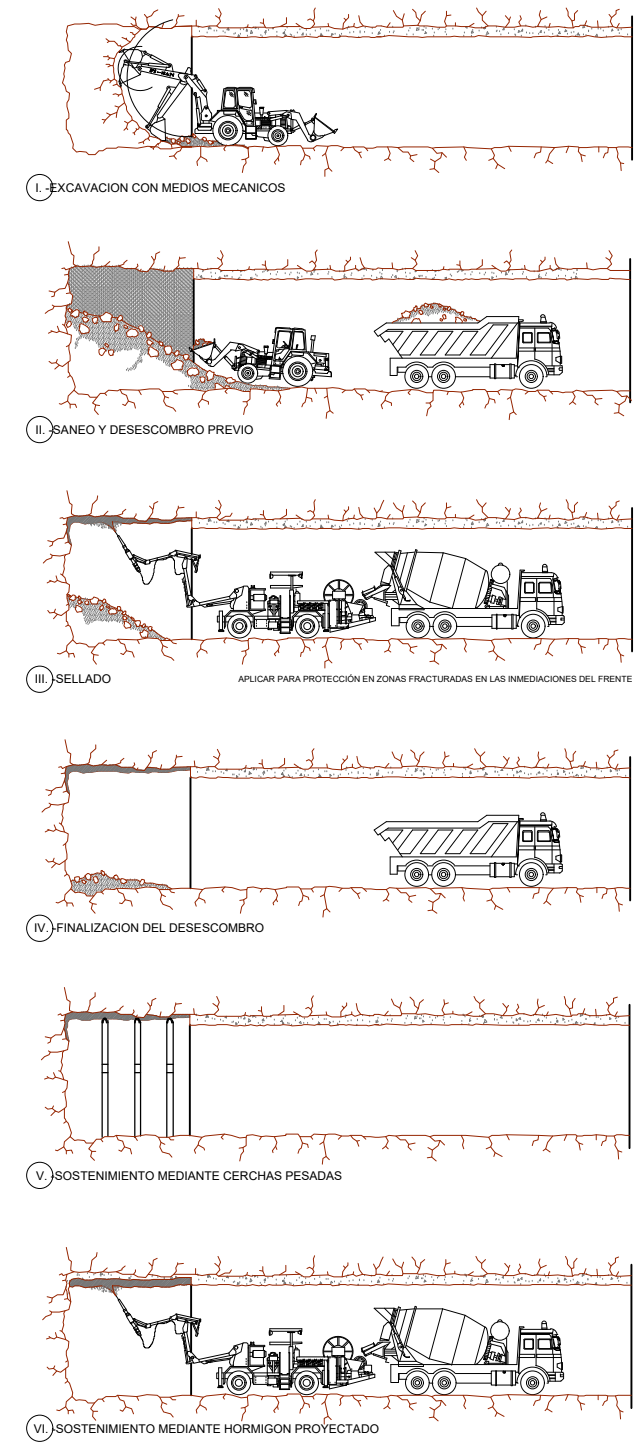 I. -EXCAVACION CON MEDIOS MECANICOS
II. -SANEO Y DESESCOMBRO PREVIO
III. -SELLADO
APLICAR PARA PROTECCIÓN EN ZONAS FRACTURADAS EN LAS INMEDIACIONES DEL FRENTE
IV. -FINALIZACION DEL DESESCOMBRO
V. -SOSTENIMIENTO MEDIANTE CERCHAS PESADAS
VI. -SOSTENIMIENTO MEDIANTE HORMIGON PROYECTADO